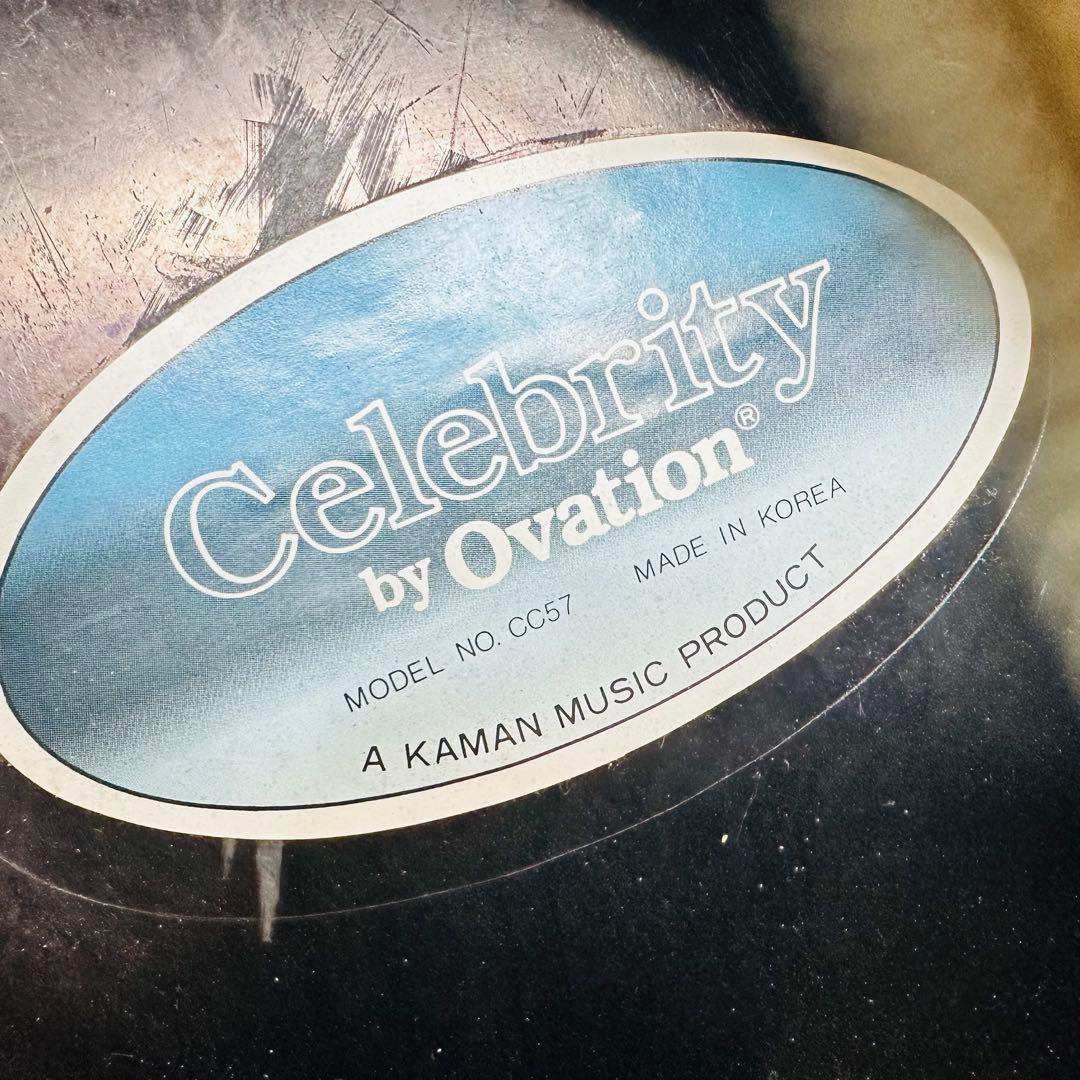 Celebrity
by Ovation®
MODEL NO. CC57 MADE IN KOREA
A KAMAN MUSIC PRODUCT